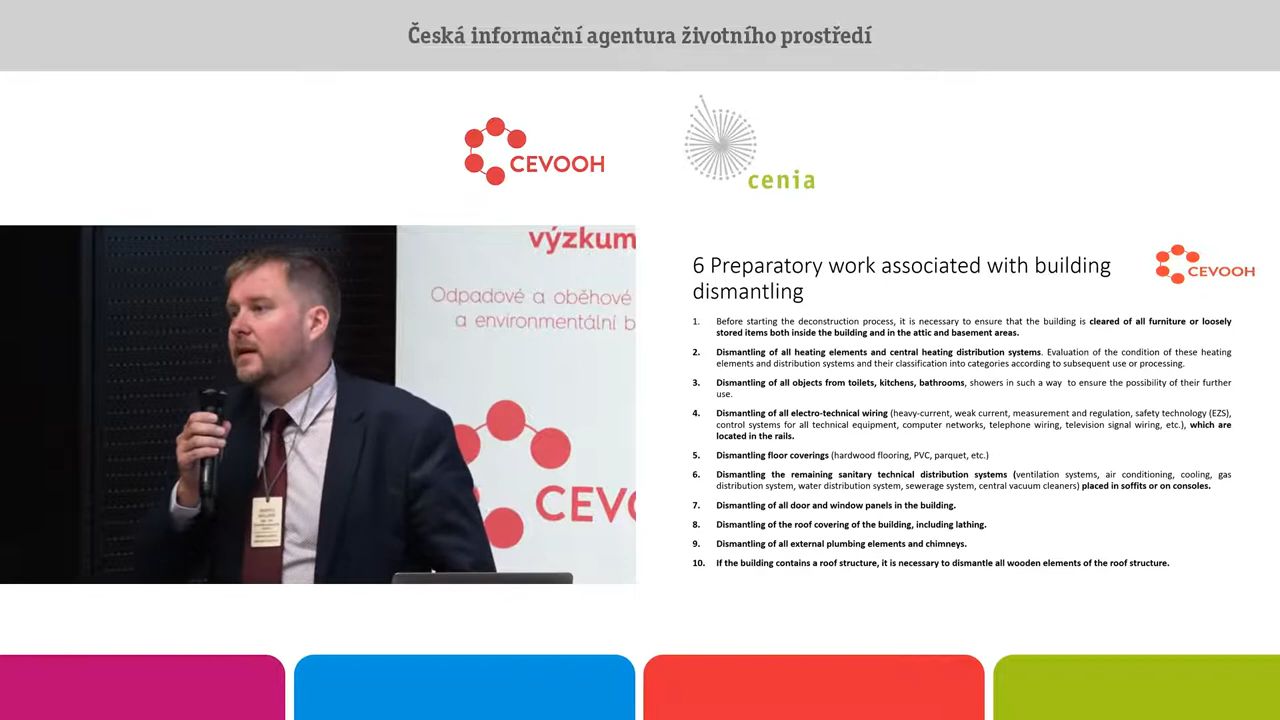 Česká informační agentura životního prostředí
CEVOOH
cenia
výzkum
Odpadové a oběhové
a environmentální b
CEVO
6 Preparatory work associated with building
dismantling
CEVOOH
1. Before starting the deconstruction process, it is necessary to ensure that the building is cleared of all furniture or loosely
stored items both inside the building and in the attic and basement areas.
2. Dismantling of all heating elements and central heating distribution systems. Evaluation of the condition of these heating
elements and distribution systems and their classification into categories according to subsequent use or processing.
3. Dismantling of all objects from toilets, kitchens, bathrooms, showers in such a way to ensure the possibility of their further
use.
4. Dismantling of all electro-technical wiring (heavy-current, weak current, measurement and regulation, safety technology (EZS),
control systems for all technical equipment, computer networks, telephone wiring, television signal wiring, etc.), which are
located in the rails.
5. Dismantling floor coverings (hardwood flooring, PVC, parquet, etc.)
6. Dismantling the remaining sanitary technical distribution systems (ventilation systems, air conditioning, cooling, gas
distribution system, water distribution system, sewerage system, central vacuum cleaners) placed in soffits or on consoles.
7. Dismantling of all door and window panels in the building.
8. Dismantling of the roof covering of the building, including lathing.
9. Dismantling of all external plumbing elements and chimneys.
10. If the building contains a roof structure, it is necessary to dismantle all wooden elements of the roof structure.